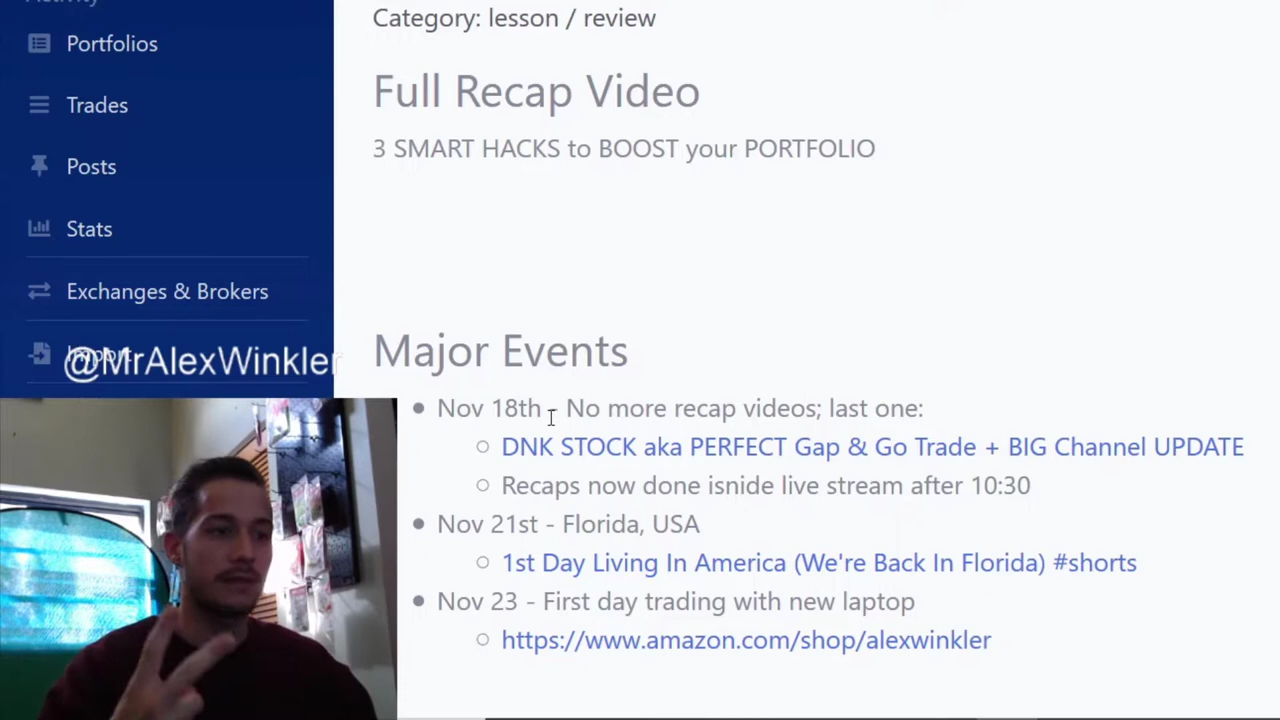 Activity
Category: lesson / review
Portfolios
Full Recap Video
Trades
3 SMART HACKS to BOOST your PORTFOLIO
Posts
Stats
Exchanges & Brokers
Import
@MrAlexWinkler
Major Events
Nov 18th - No more recap videos; last one:
DNK STOCK aka PERFECT Gap & Go Trade + BIG Channel UPDATE
Recaps now done isnide live stream after 10:30
Nov 21st - Florida, USA
1st Day Living In America (We're Back In Florida) #shorts
Nov 23 - First day trading with new laptop
https://www.amazon.com/shop/alexwinkler